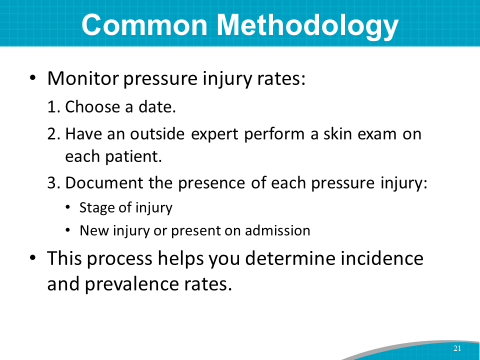 Common Methodology
• Monitor pressure injury rates:
1. Choose a date.
2. Have an outside expert perform a skin exam on
each patient.
3. Document the presence of each pressure injury:
• Stage of injury
• New injury or present on admission
• This process helps you determine incidence
and prevalence rates.
21